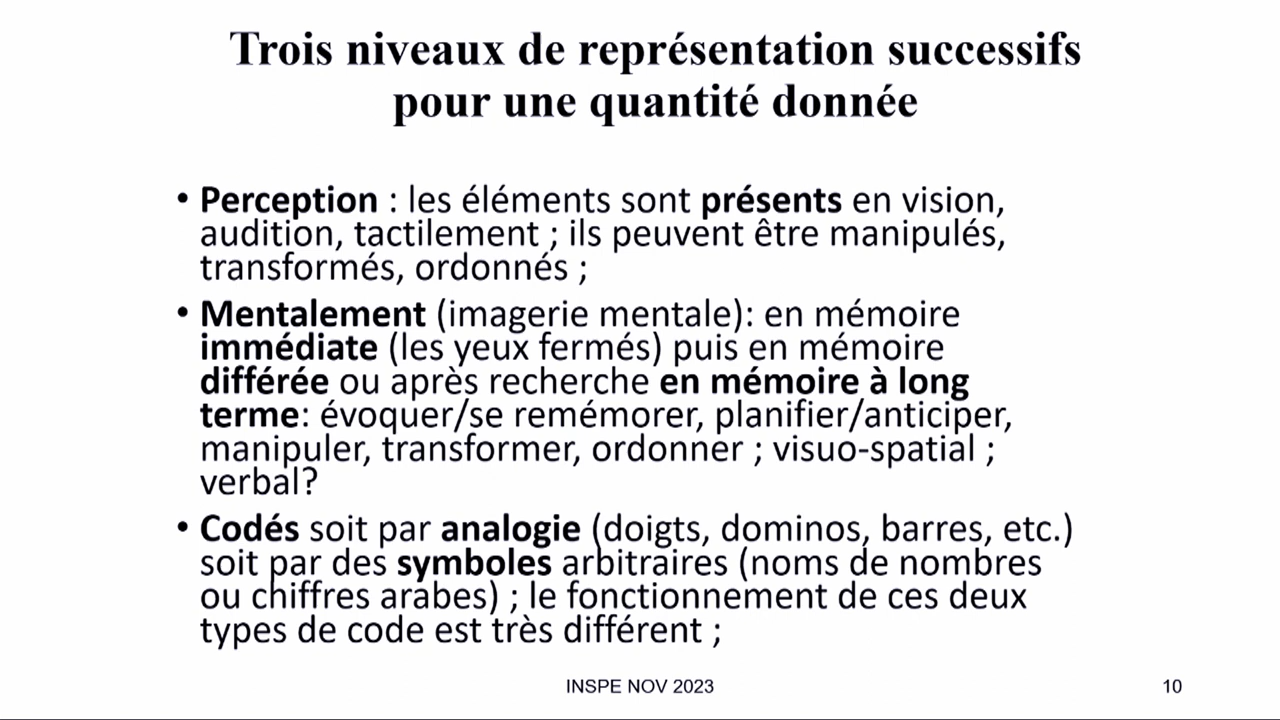 Trois niveaux de représentation successifs
pour une quantité donnée
• Perception : les éléments sont présents en vision,
audition, tactilement ; ils peuvent être manipulés,
transformés, ordonnés ;
• Mentalement (imagerie mentale): en mémoire
immédiate (les yeux fermés) puis en mémoire
différée ou après recherche en mémoire à long
terme: évoquer/se remémorer, planifier/anticiper,
manipuler, transformer, ordonner ; visuo-spatial ;
verbal?
• Codés soit par analogie (doigts, dominos, barres, etc.)
soit par des symboles arbitraires (noms de nombres
ou chiffres arabes) ; le fonctionnement de ces deux
types de code est très différent ;
INSPE NOV 2023
10